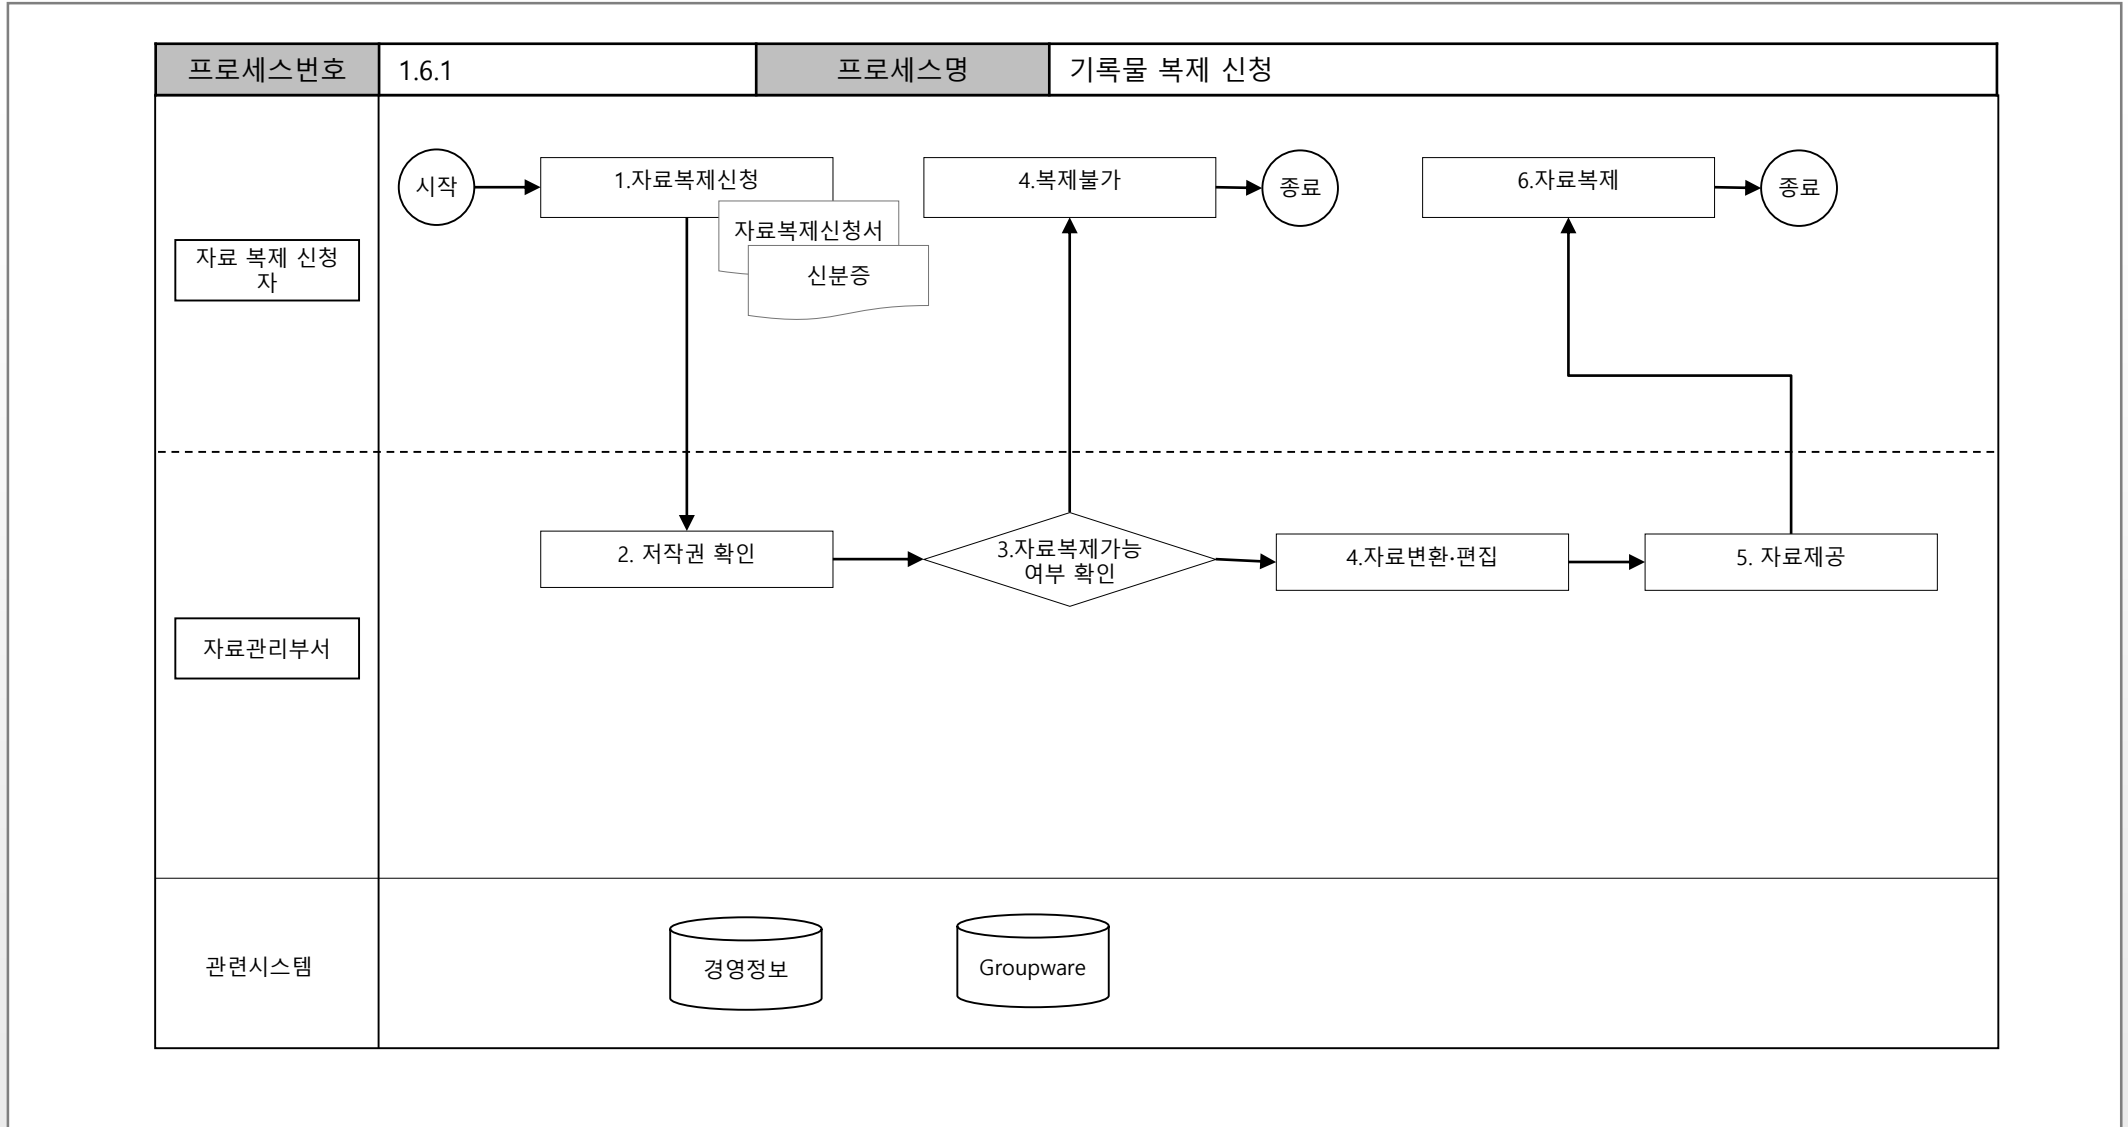 프로세스번호
1.6.1
프로세스명
기록물 복제 신청
시작
1.자료복제신청
4.복제불가
종료
6.자료복제
종료
자료복제신청서
신분증
자료 복제 신청
자
2. 저작권 확인
3.자료복제가능
여부 확인
4.자료변환·편집
5. 자료제공
자료관리부서
관련시스템
경영정보
Groupware